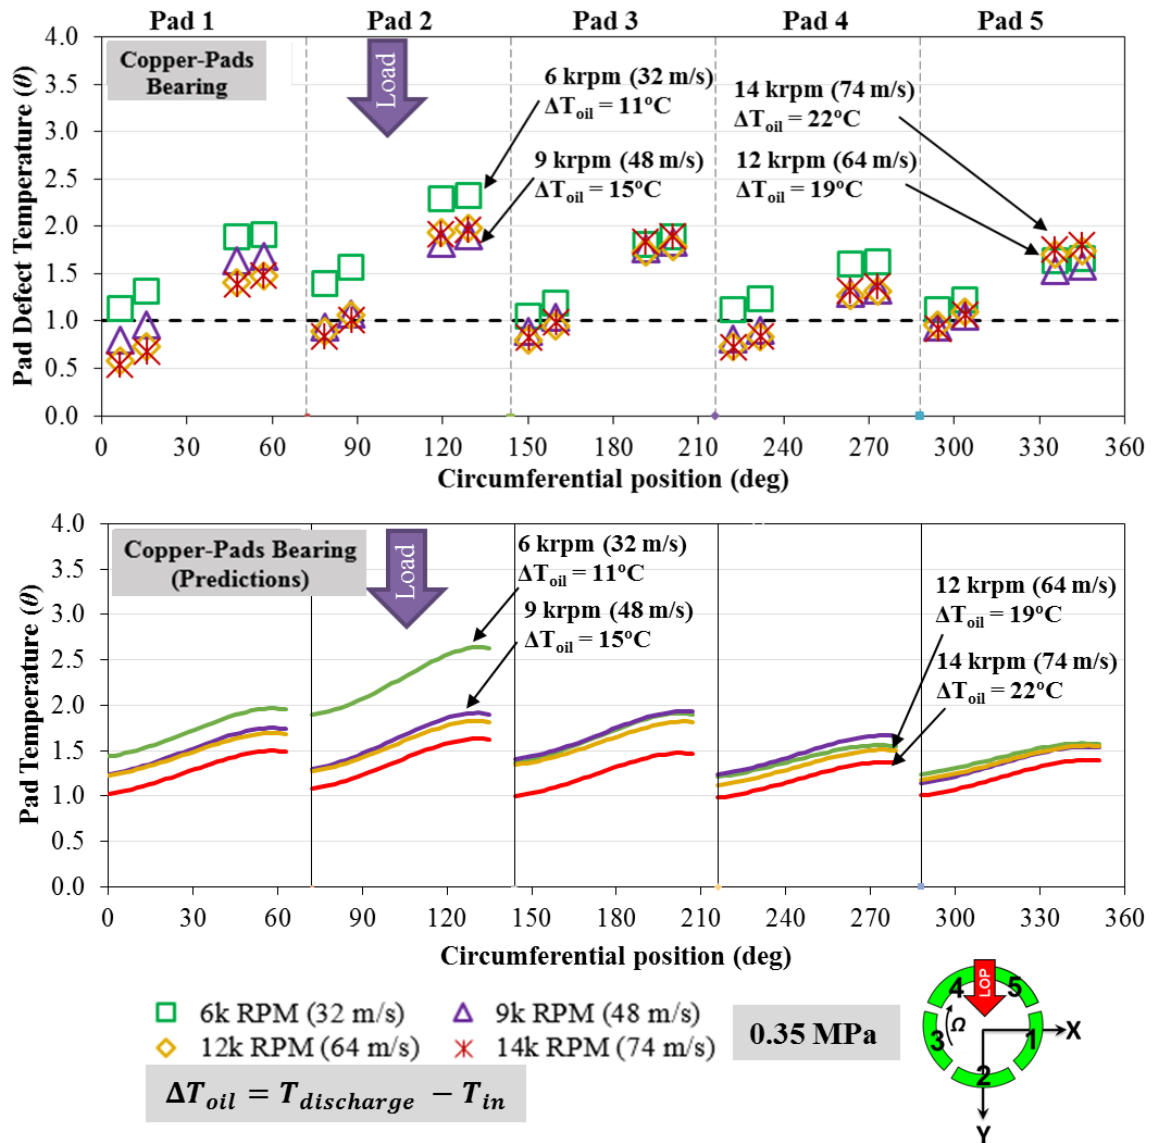 Pad 1 Pad 2 Pad 3 Pad 4 Pad 5
Pad Defect Temperature (θ)
4.0
3.5
3.0
2.5
2.0
1.5
1.0
0.5
0.0
Copper-Pads
Bearing
Load
6 krpm (32 m/s)
ΔToil = 11°C
9 krpm (48 m/s)
ΔToil = 15°C
14 krpm (74 m/s)
ΔToil = 22°C
12 krpm (64 m/s)
ΔToil = 19°C
0 30 60 90 120 150 180 210 240 270 300 330 360
Circumferential position (deg)
Pad Temperature (θ)
4.0
3.5
3.0
2.5
2.0
1.5
1.0
0.5
0.0
Copper-Pads Bearing
(Predictions)
Load
6 krpm (32 m/s)
ΔToil = 11°C
9 krpm (48 m/s)
ΔToil = 15°C
12 krpm (64 m/s)
ΔToil = 19°C
14 krpm (74 m/s)
ΔToil = 22°C
0 30 60 90 120 150 180 210 240 270 300 330 360
Circumferential position (deg)
6k RPM (32 m/s) 9k RPM (48 m/s)
12k RPM (64 m/s) 14k RPM (74 m/s)
ΔToil = Tdischarge − Tin
0.35 MPa
LOP
4 5
Ω
3 1 X
2
Y